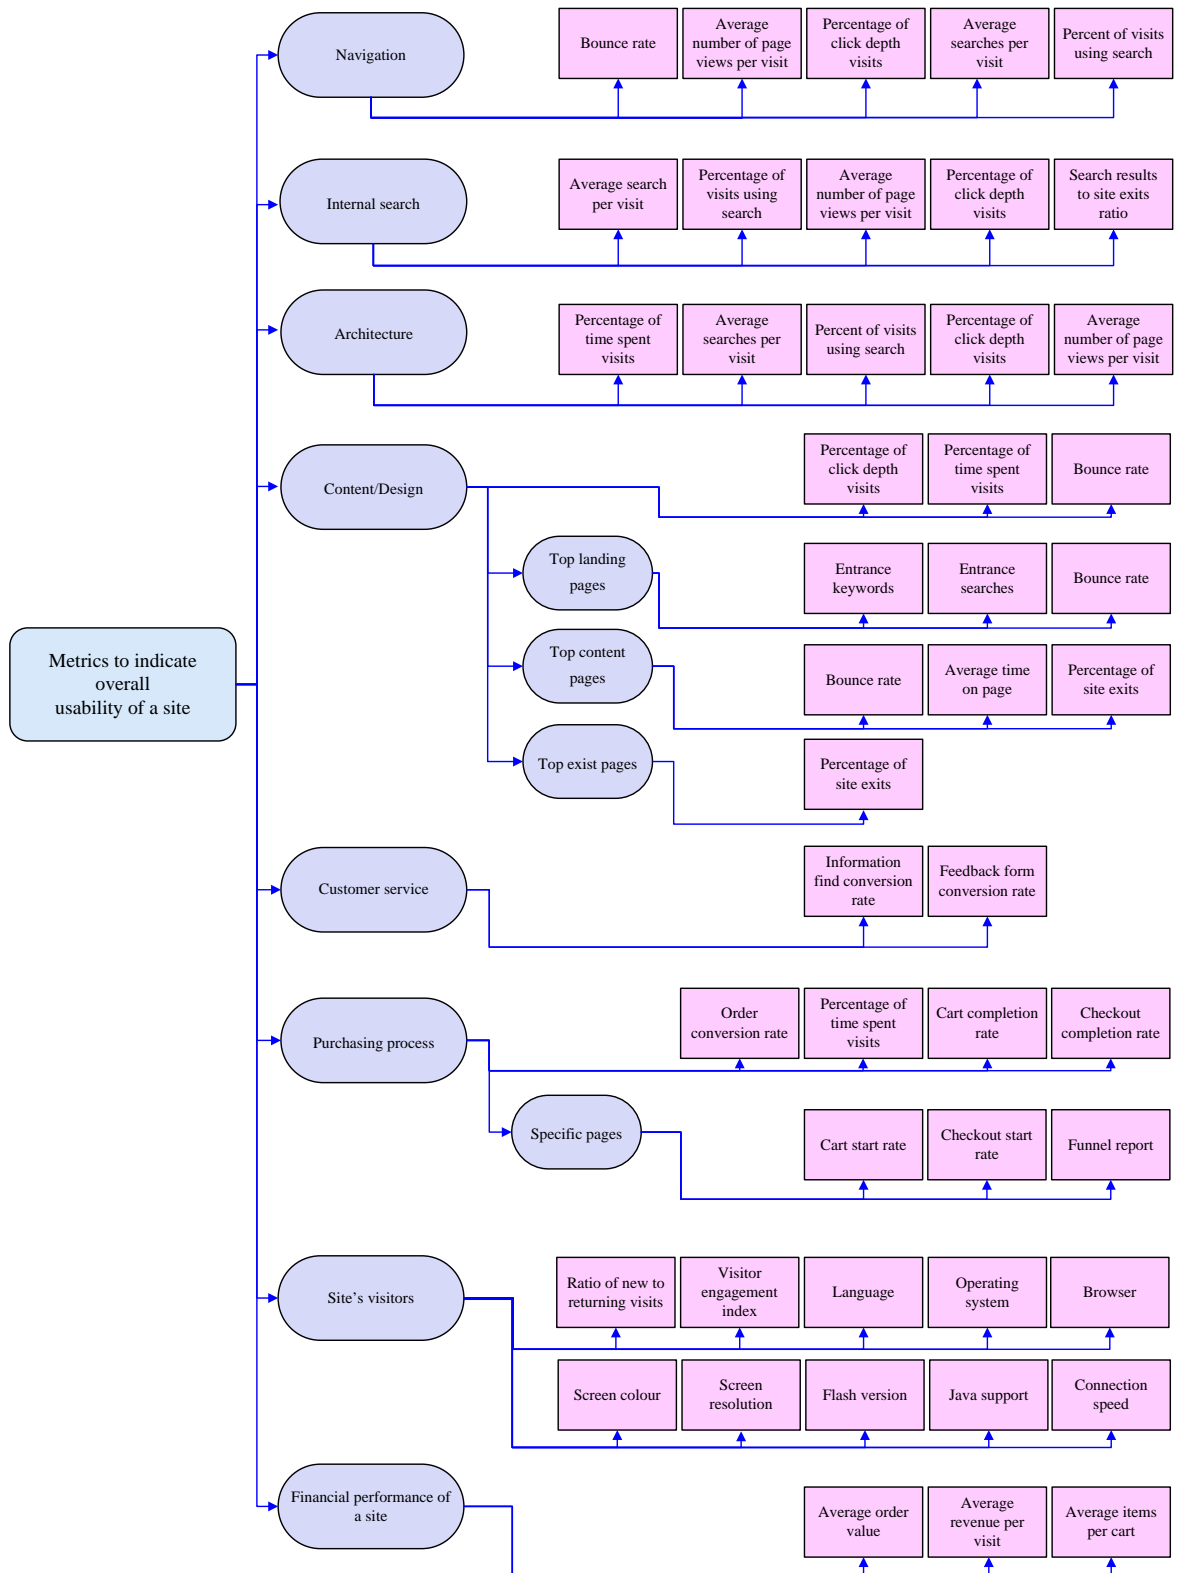 Navigation
Bounce rate
Average
number of page
views per visit
Percentage of
click depth
visits
Average
searches per
visit
Percent of visits
using search
Internal search
Average search
per visit
Percentage of
visits using
search
Average
number of page
views per visit
Percentage of
click depth
visits
Search results
to site exits
ratio
Architecture
Percentage of
time spent
visits
Average
searches per
visit
Percent of visits
using search
Percentage of
click depth
visits
Average
number of page
views per visit
Content/Design
Percentage of
click depth
visits
Percentage of
time spent
visits
Bounce rate
Top landing
pages
Entrance
keywords
Entrance
searches
Bounce rate
Metrics to indicate
overall
usability of a site
Top content
pages
Bounce rate
Average time
on page
Percentage of
site exits
Top exist pages
Percentage of
site exits
Customer service
Information
find conversion
rate
Feedback form
conversion rate
Purchasing process
Order
conversion rate
Percentage of
time spent
visits
Cart completion
rate
Checkout
completion rate
Specific pages
Cart start rate
Checkout start
rate
Funnel report
Site's visitors
Ratio of new to
returning visits
Visitor
engagement
index
Language
Operating
system
Browser
Screen colour
Screen
resolution
Flash version
Java support
Connection
speed
Financial performance of
a site
Average order
value
Average
revenue per
visit
Average items
per cart